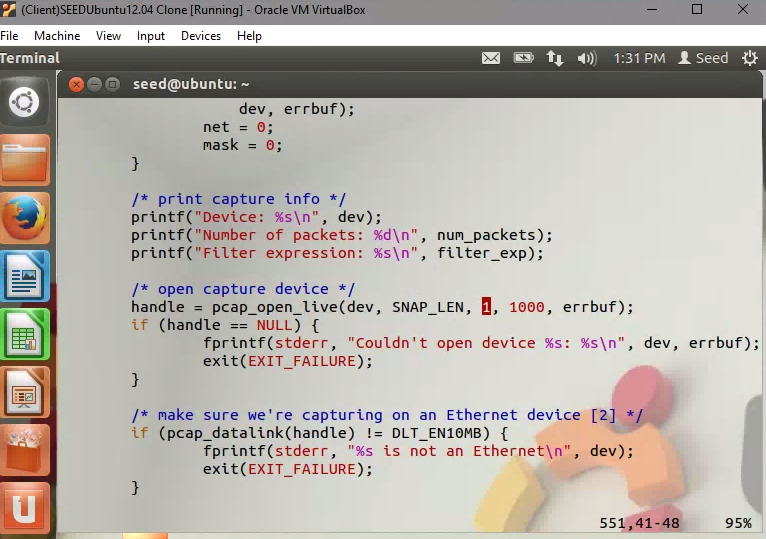 (Client)SEEDUbuntu12.04 Clone [Running] - Oracle VM VirtualBox
File Machine View Input Devices Help
Terminal 1:31 PM Seed
seed@ubuntu: ~
dev, errbuf);
net = 0;
mask = 0;
}
/* print capture info */
printf("Device: %s\n", dev);
printf("Number of packets: %d\n", num_packets);
printf("Filter expression: %s\n", filter_exp);
/* open capture device */
handle = pcap_open_live(dev, SNAP_LEN, 1, 1000, errbuf);
if (handle == NULL) {
fprintf(stderr, "Couldn't open device %s: %s\n", dev, errbuf);
exit(EXIT_FAILURE);
}
/* make sure we're capturing on an Ethernet device [2] */
if (pcap_datalink(handle) != DLT_EN10MB) {
fprintf(stderr, "%s is not an Ethernet\n", dev);
exit(EXIT_FAILURE);
}
551,41-48 95%